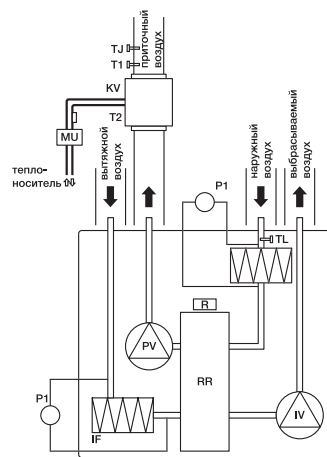 TJ
T1
приточный
воздух
KV
T2
MU
тепло-
носитель
вытяжной
воздух
наружный
воздух
выбрасываемый
воздух
P1
TL
R
PV
RR
P1
IV
IF